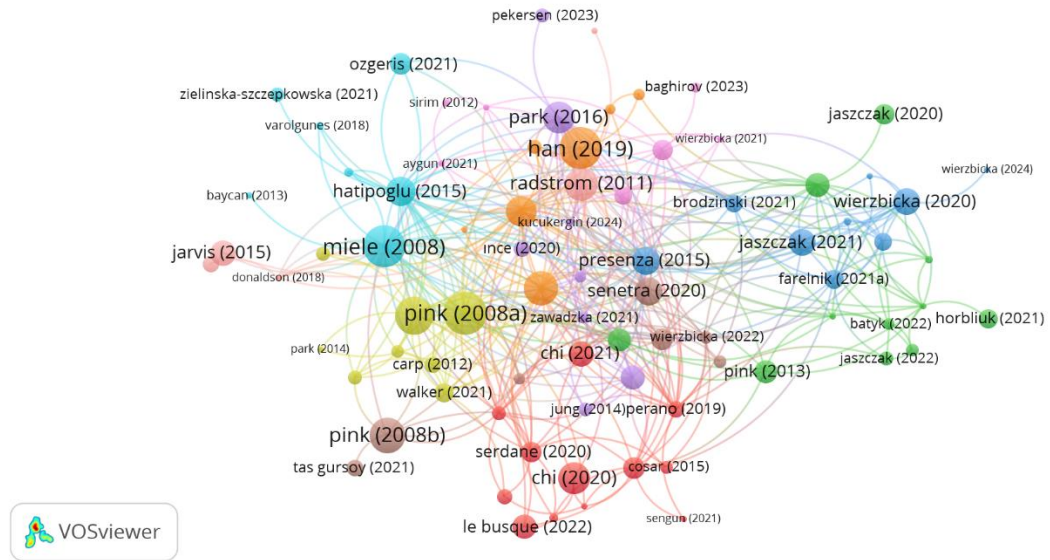 pekersen (2023)
ozgeris (2021)
zielinska-szczepkowska (2021)
sirim (2012)
baghirov (2023)
park (2016)
jaszczak (2020)
varolgunes (2018)
han (2019)
wierzbicka (2021)
aygun (2021)
wierzbicka (2024)
radstrom (2011)
baycan (2013)
hatipoglu (2015)
brodzinski (2021)
wierzbicka (2020)
kucukergin (2024)
jarvis (2015)
miele (2008)
ince (2020)
jaszczak (2021)
presenza (2015)
donaldson (2018)
farelnik (2021a)
senetra (2020)
pink (2008a)
zawadzka (2021)
horbliuk (2021)
batyk (2022)
wierzbicka (2022)
park (2014)
chi (2021)
carp (2012)
jaszczak (2022)
pink (2013)
walker (2021)
jung (2014)
perano (2019)
pink (2008b)
serdane (2020)
tas gursoy (2021)
cosar (2015)
chi (2020)
sengun (2021)
le busque (2022)
VOSviewer